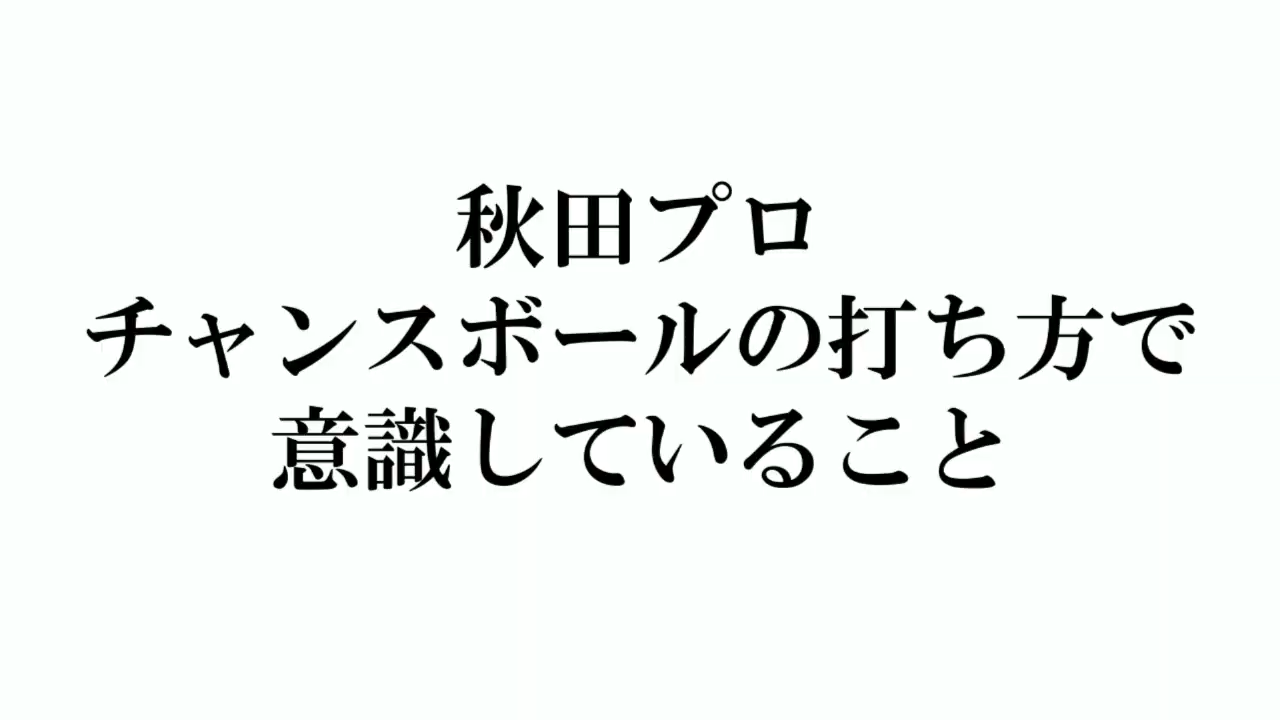 秋田プロ
チャンスボールの打ち方で
意識していること